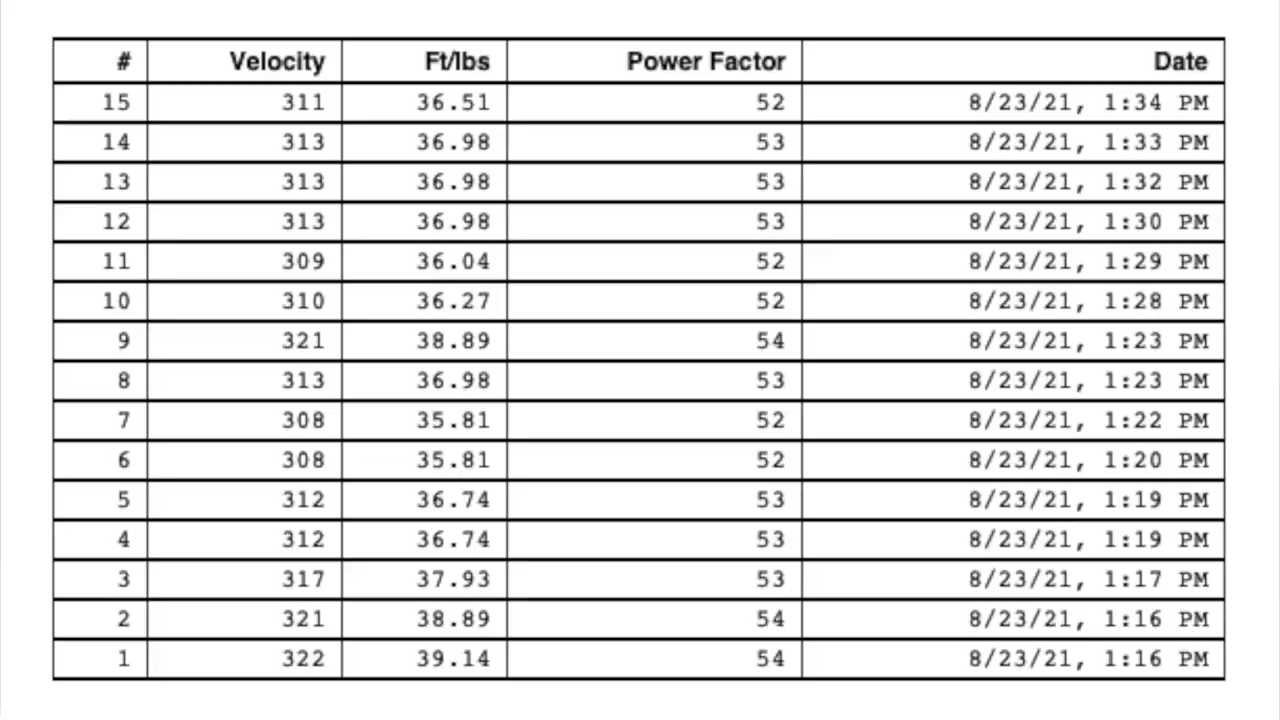 # Velocity Ft/lbs Power Factor Date
15 311 36.51 52 8/23/21, 1:34 PM
14 313 36.98 53 8/23/21, 1:33 PM
13 313 36.98 53 8/23/21, 1:32 PM
12 313 36.98 53 8/23/21, 1:30 PM
11 309 36.04 52 8/23/21, 1:29 PM
10 310 36.27 52 8/23/21, 1:28 PM
9 321 38.89 54 8/23/21, 1:23 PM
8 313 36.98 53 8/23/21, 1:23 PM
7 308 35.81 52 8/23/21, 1:22 PM
6 308 35.81 52 8/23/21, 1:20 PM
5 312 36.74 53 8/23/21, 1:19 PM
4 312 36.74 53 8/23/21, 1:19 PM
3 317 37.93 53 8/23/21, 1:17 PM
2 321 38.89 54 8/23/21, 1:16 PM
1 322 39.14 54 8/23/21, 1:16 PM